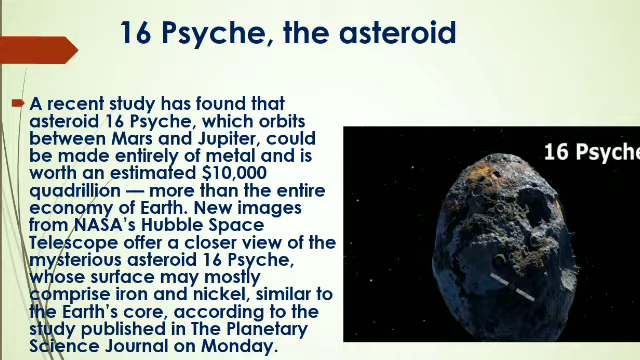 16 Psyche, the asteroid
A recent study has found that
asteroid 16 Psyche, which orbits
between Mars and Jupiter, could
be made entirely of metal and is
worth an estimated $10,000
quadrillion — more than the entire
economy of Earth. New images
from NASA's Hubble Space
Telescope offer a closer view of the
mysterious asteroid 16 Psyche,
whose surface may mostly
comprise iron and nickel, similar to
the Earth's core, according to the
study published in The Planetary
Science Journal on Monday.
16 Psyche